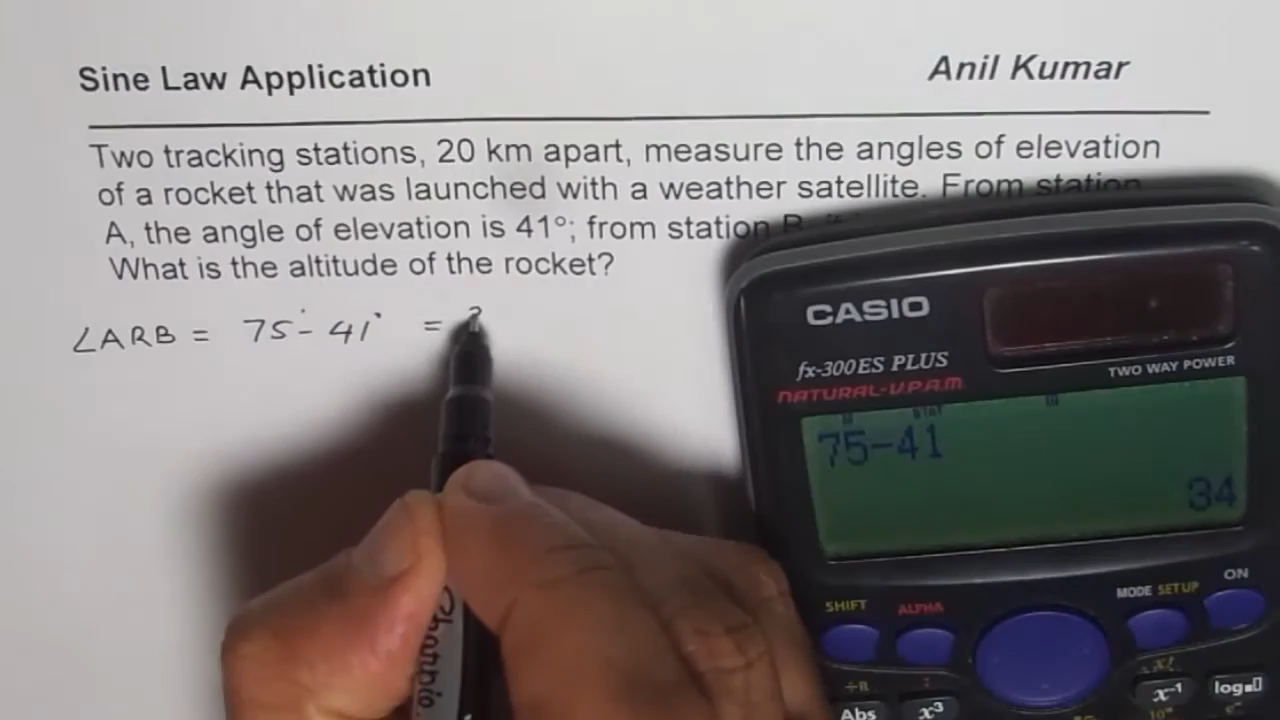 Sine Law Application Anil Kumar
Two tracking stations, 20 km apart, measure the angles of elevation
of a rocket that was launched with a weather satellite. From station
A, the angle of elevation is 41°; from station B,
What is the altitude of the rocket?
∠ARB = 75° - 41° =
CASIO
fx-300ES PLUS
NATURAL-V.P.A.M.
TWO WAY POWER
75-41
34
SHIFT ALPHA MODE SETUP ON
Abs x³ x⁻¹ log
Sharpie